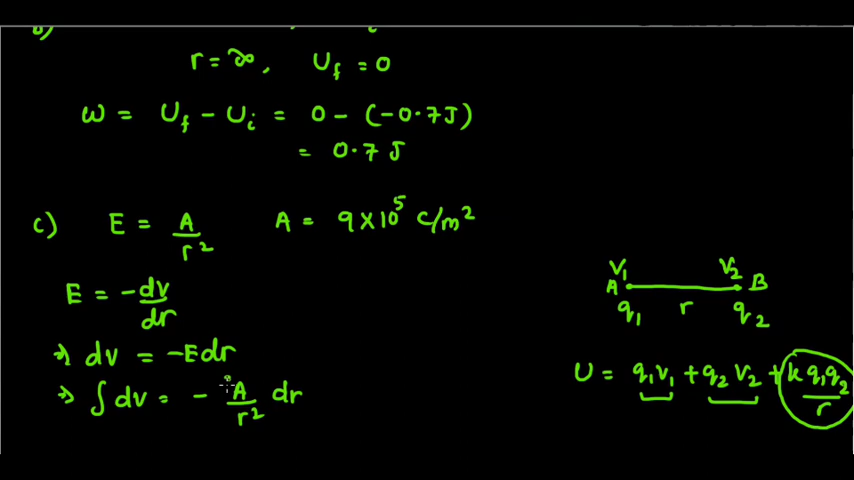 b)
r = ∞, U_f = 0
W = U_f - U_i = 0 - (-0.7J)
= 0.7 J
c) E = A/r² A = 9×10⁵ C/m²
E = -dv/dr
⇒ dv = -Edr
⇒ ∫dv = - A/r² dr
V₁ V₂
A B
q₁ r q₂
U = q₁V₁ + q₂V₂ + kq₁q₂/r